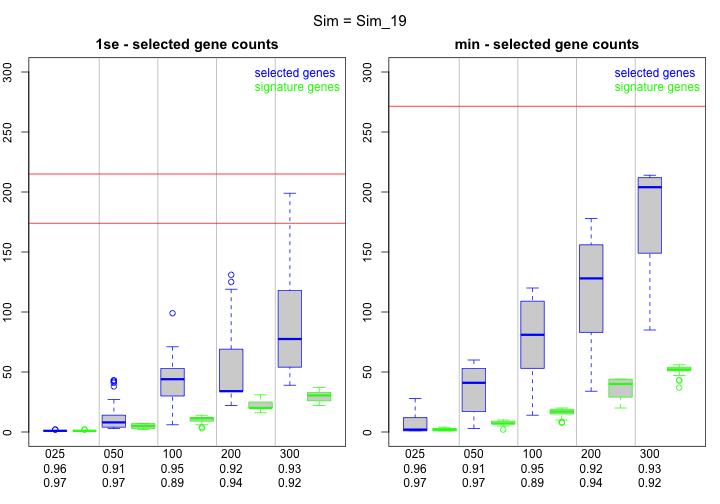 Sim = Sim_19
1se - selected gene counts
selected genes
signature genes
300
250
200
150
100
50
0
025 050 100 200 300
0.96 0.91 0.95 0.92 0.93
0.97 0.97 0.89 0.94 0.92
min - selected gene counts
selected genes
signature genes
300
250
200
150
100
50
0
025 050 100 200 300
0.96 0.91 0.95 0.92 0.93
0.97 0.97 0.89 0.94 0.92